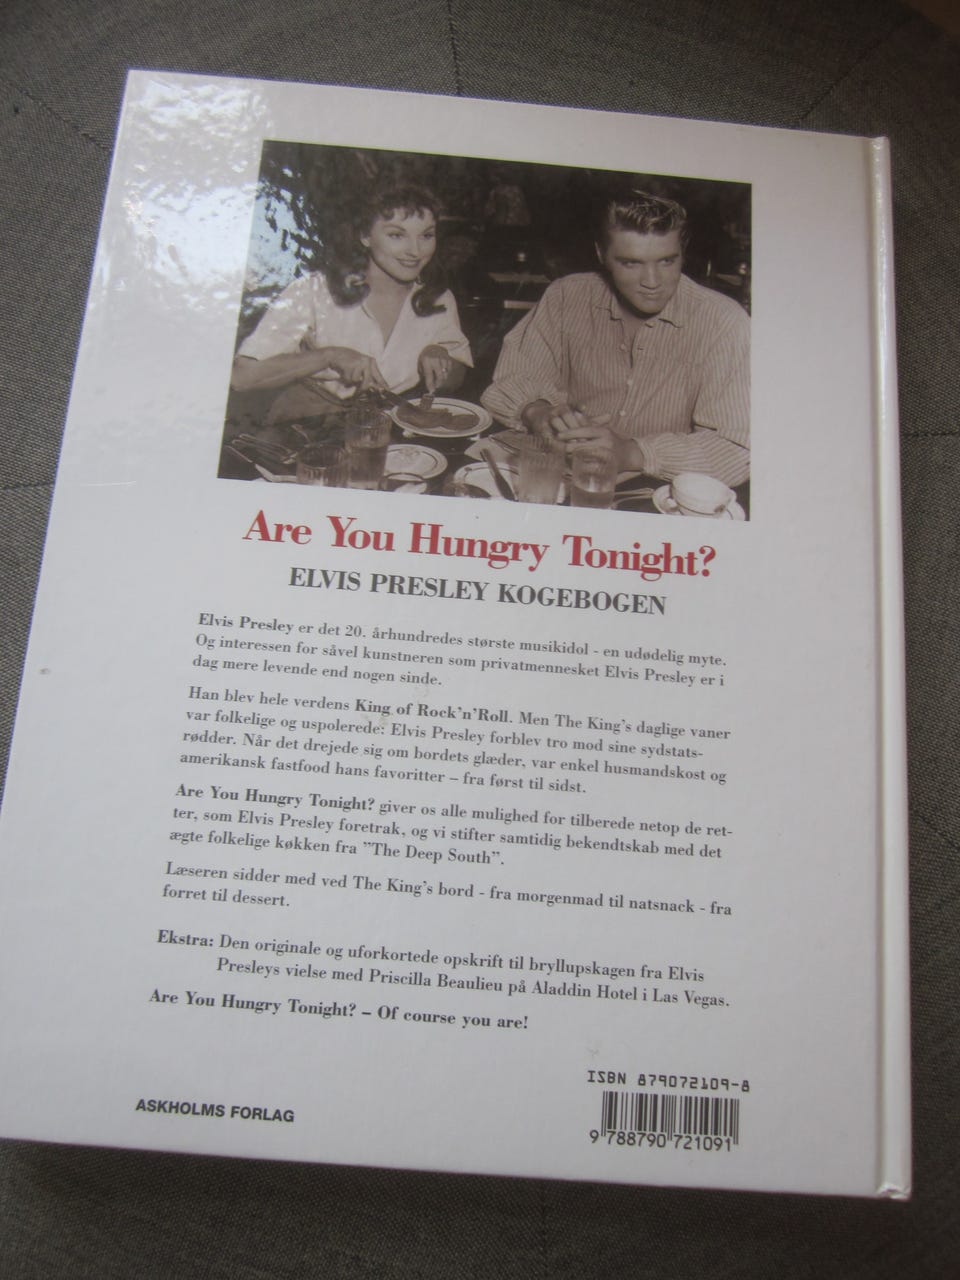 Are You Hungry Tonight?
ELVIS PRESLEY KOGEBOGEN
Elvis Presley er det 20. århundredes største musikidol - en udødelig myte.
Og interessen for såvel kunstneren som privatmennesket Elvis Presley er i
dag mere levende end nogen sinde.
Han blev hele verdens King of Rock'n'Roll. Men The King's daglige vaner
var folkelige og uspolerede: Elvis Presley forblev tro mod sine sydstats-
rødder. Når det drejede sig om bordets glæder, var enkel husmandskost og
amerikansk fastfood hans favoritter – fra først til sidst.
Are You Hungry Tonight? giver os alle mulighed for tilberede netop de ret-
ter, som Elvis Presley foretrak, og vi stifter samtidig bekendtskab med det
ægte folkelige køkken fra "The Deep South".
Læseren sidder med ved The King's bord - fra morgenmad til natsnack - fra
forret til dessert.
Ekstra: Den originale og uforkortede opskrift til bryllupskagen fra Elvis
Presleys vielse med Priscilla Beaulieu på Aladdin Hotel i Las Vegas.
Are You Hungry Tonight? – Of course you are!
ISBN 879072109-8
9 788790 721091
ASKHOLMS FORLAG